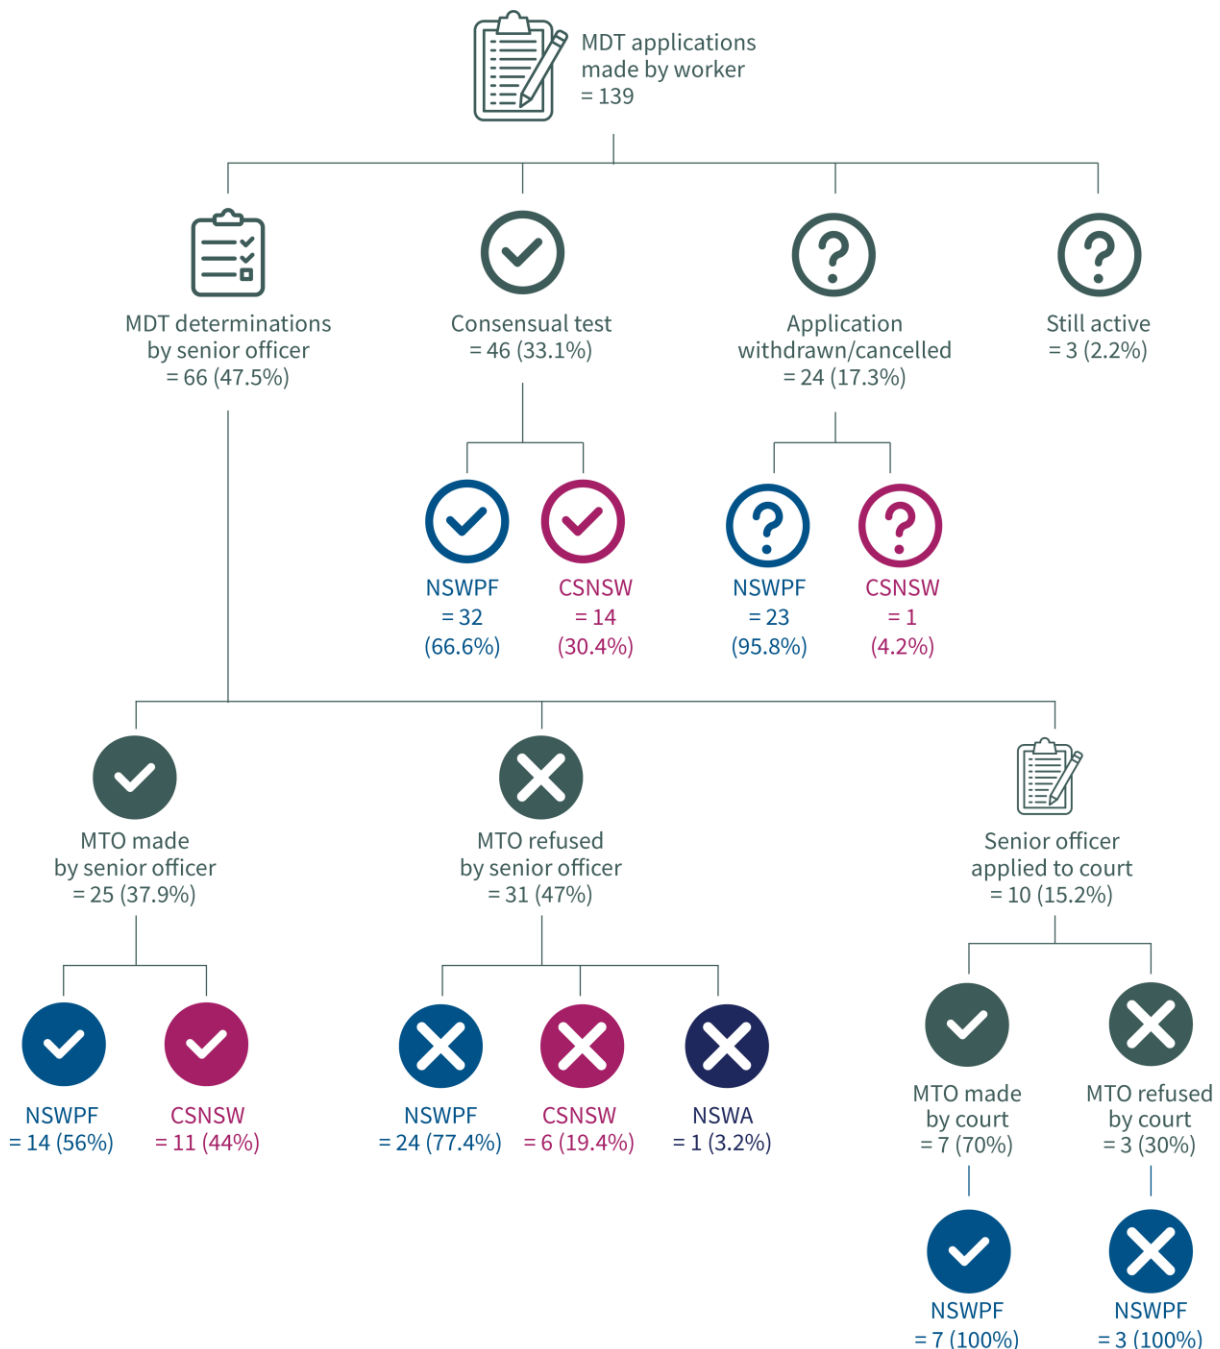 MDT applications
made by worker
= 139
MDT determinations
by senior officer
= 66 (47.5%)
Consensual test
= 46 (33.1%)
Application
withdrawn/cancelled
= 24 (17.3%)
Still active
= 3 (2.2%)
NSWPF
= 32
(66.6%)
CSNSW
= 14
(30.4%)
NSWPF
= 23
(95.8%)
CSNSW
= 1
(4.2%)
MTO made
by senior officer
= 25 (37.9%)
MTO refused
by senior officer
= 31 (47%)
Senior officer
applied to court
= 10 (15.2%)
NSWPF
= 14 (56%)
CSNSW
= 11 (44%)
NSWPF
= 24 (77.4%)
CSNSW
= 6 (19.4%)
NSWA
= 1 (3.2%)
MTO made
by court
= 7 (70%)
MTO refused
by court
= 3 (30%)
NSWPF
= 7 (100%)
NSWPF
= 3 (100%)